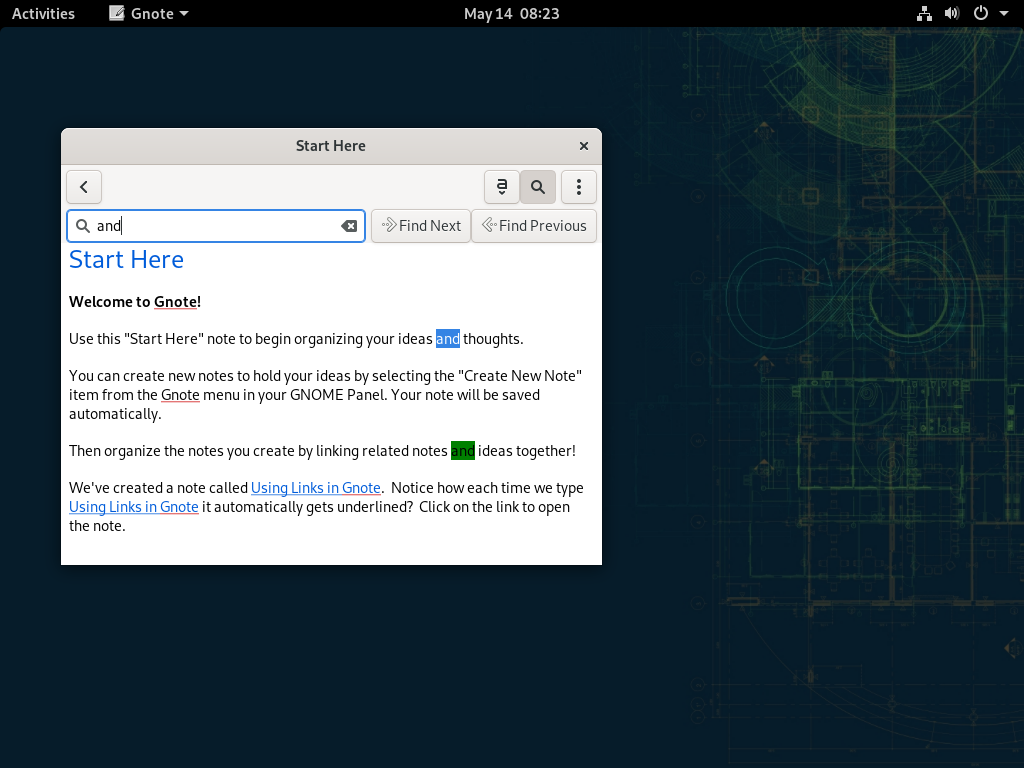 Activities Gnote May 14 08:23
Start Here
a
and Find Next Find Previous
Start Here
Welcome to Gnote!
Use this "Start Here" note to begin organizing your ideas and thoughts.
You can create new notes to hold your ideas by selecting the "Create New Note"
item from the Gnote menu in your GNOME Panel. Your note will be saved
automatically.
Then organize the notes you create by linking related notes and ideas together!
We've created a note called Using Links in Gnote.  Notice how each time we type
Using Links in Gnote it automatically gets underlined?  Click on the link to open
the note.